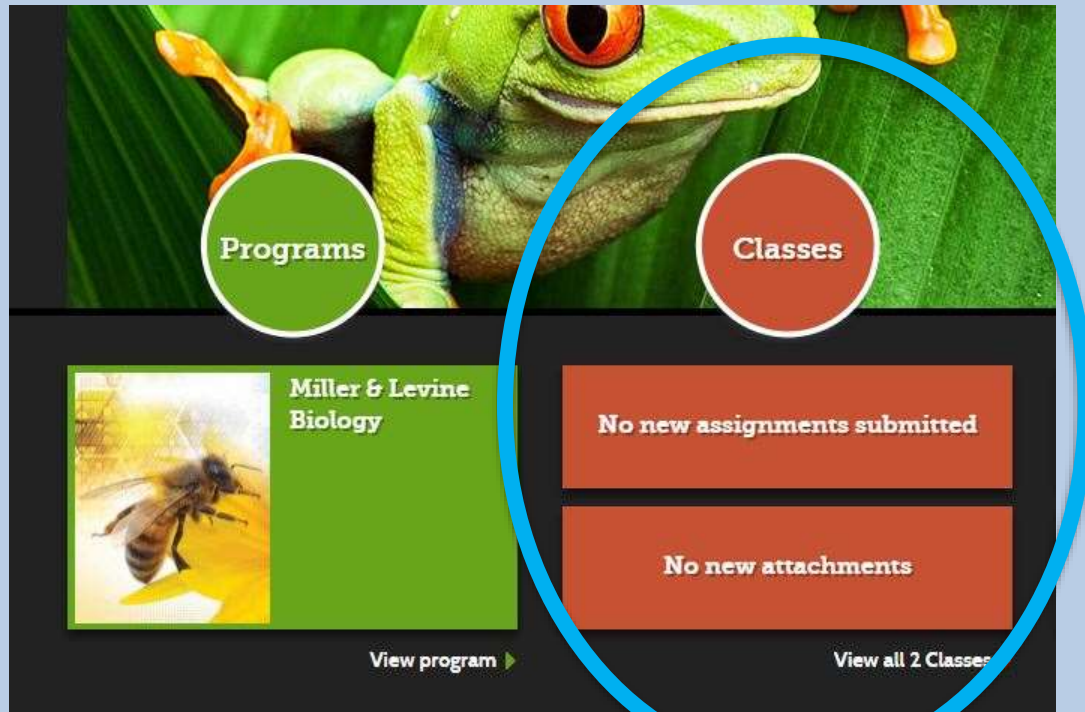 Programs
Classes
Miller & Levine
Biology
No new assignments submitted
No new attachments
View program
View all 2 Classes